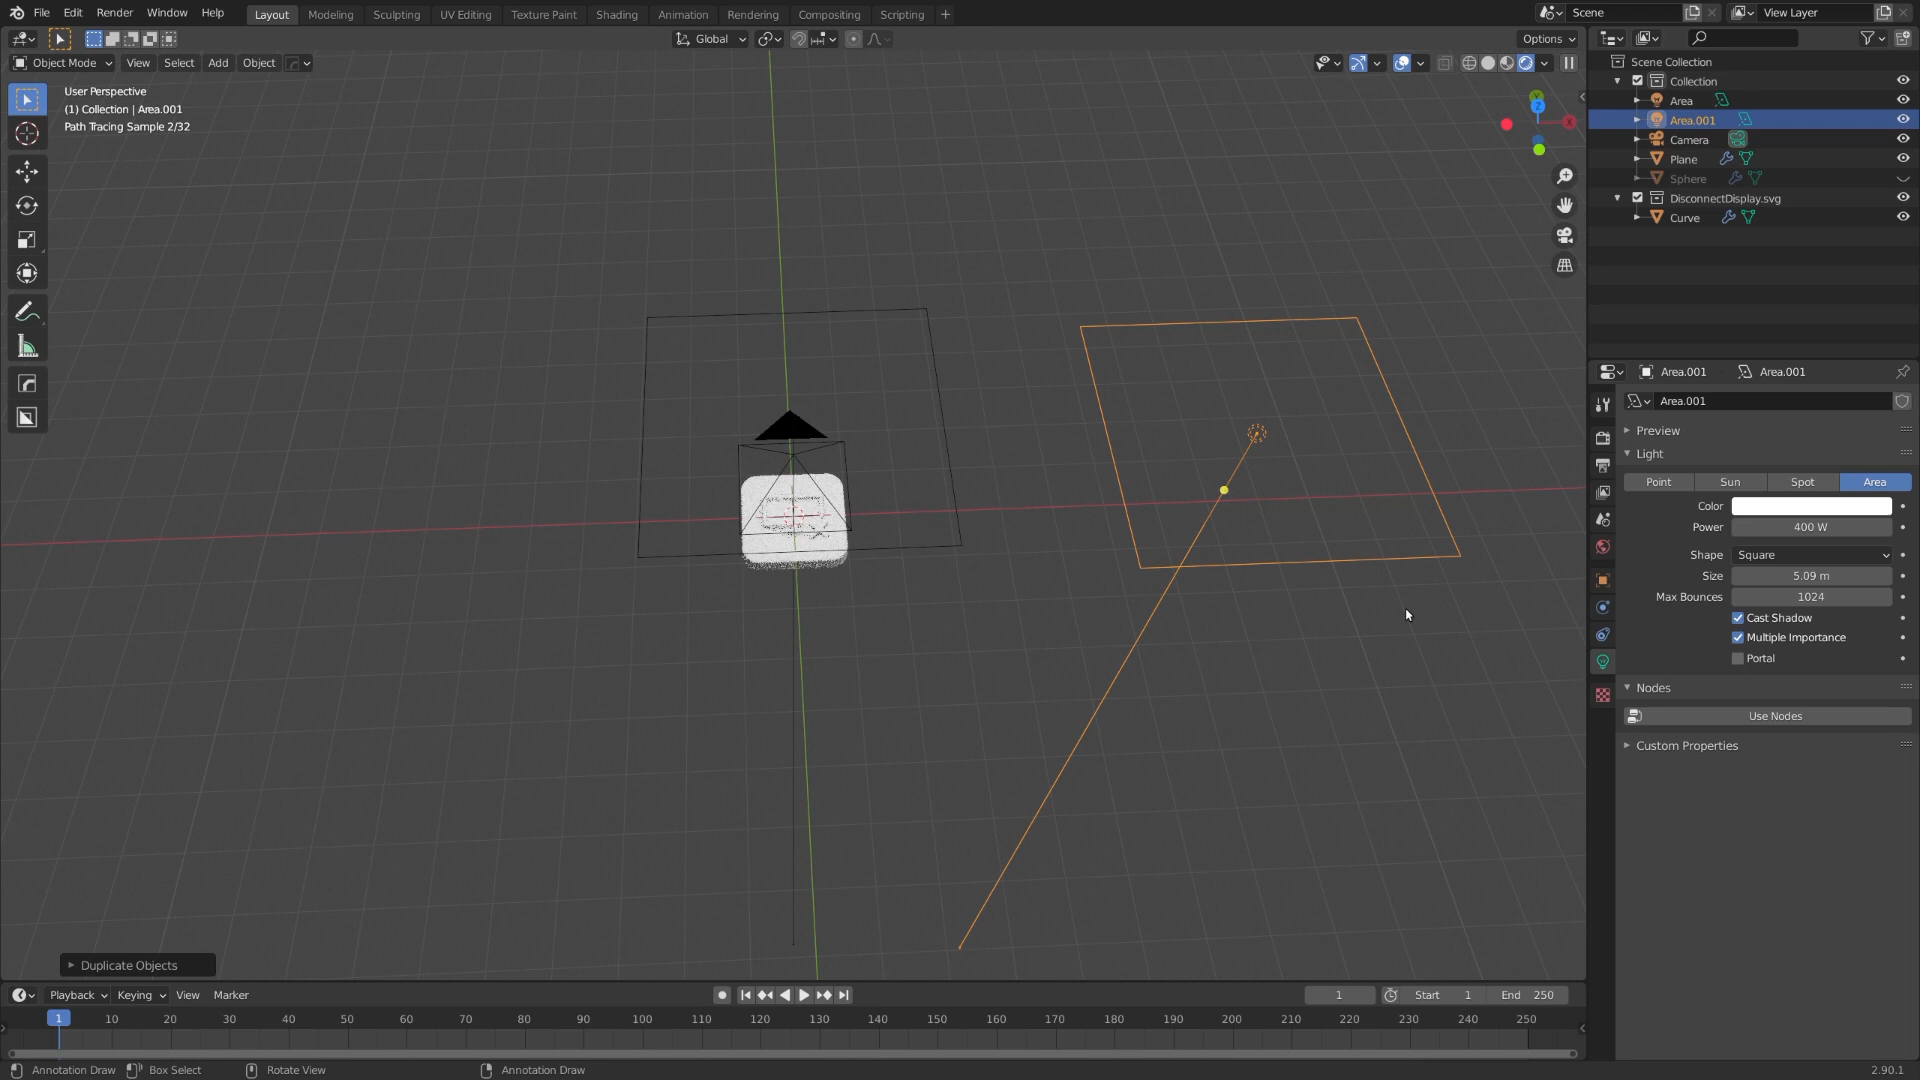 File Edit Render Window Help Layout Modeling Sculpting UV Editing Texture Paint Shading Animation Rendering Compositing Scripting + Scene View Layer
Global Options
Object Mode View Select Add Object
User Perspective
(1) Collection | Area.001
Path Tracing Sample 2/32
Y
Z
X
Scene Collection
Collection
Area
Area.001
Camera
Plane
Sphere
DisconnectDisplay.svg
Curve
Area.001 Area.001
Area.001
Preview
Light
Point Sun Spot Area
Color
Power 400 W
Shape Square
Size 5.09 m
Max Bounces 1024
Cast Shadow
Multiple Importance
Portal
Nodes
Use Nodes
Custom Properties
Duplicate Objects
Playback Keying View Marker 1 Start 1 End 250
1 10 20 30 40 50 60 70 80 90 100 110 120 130 140 150 160 170 180 190 200 210 220 230 240 250
Annotation Draw Box Select Rotate View Annotation Draw 2.90.1